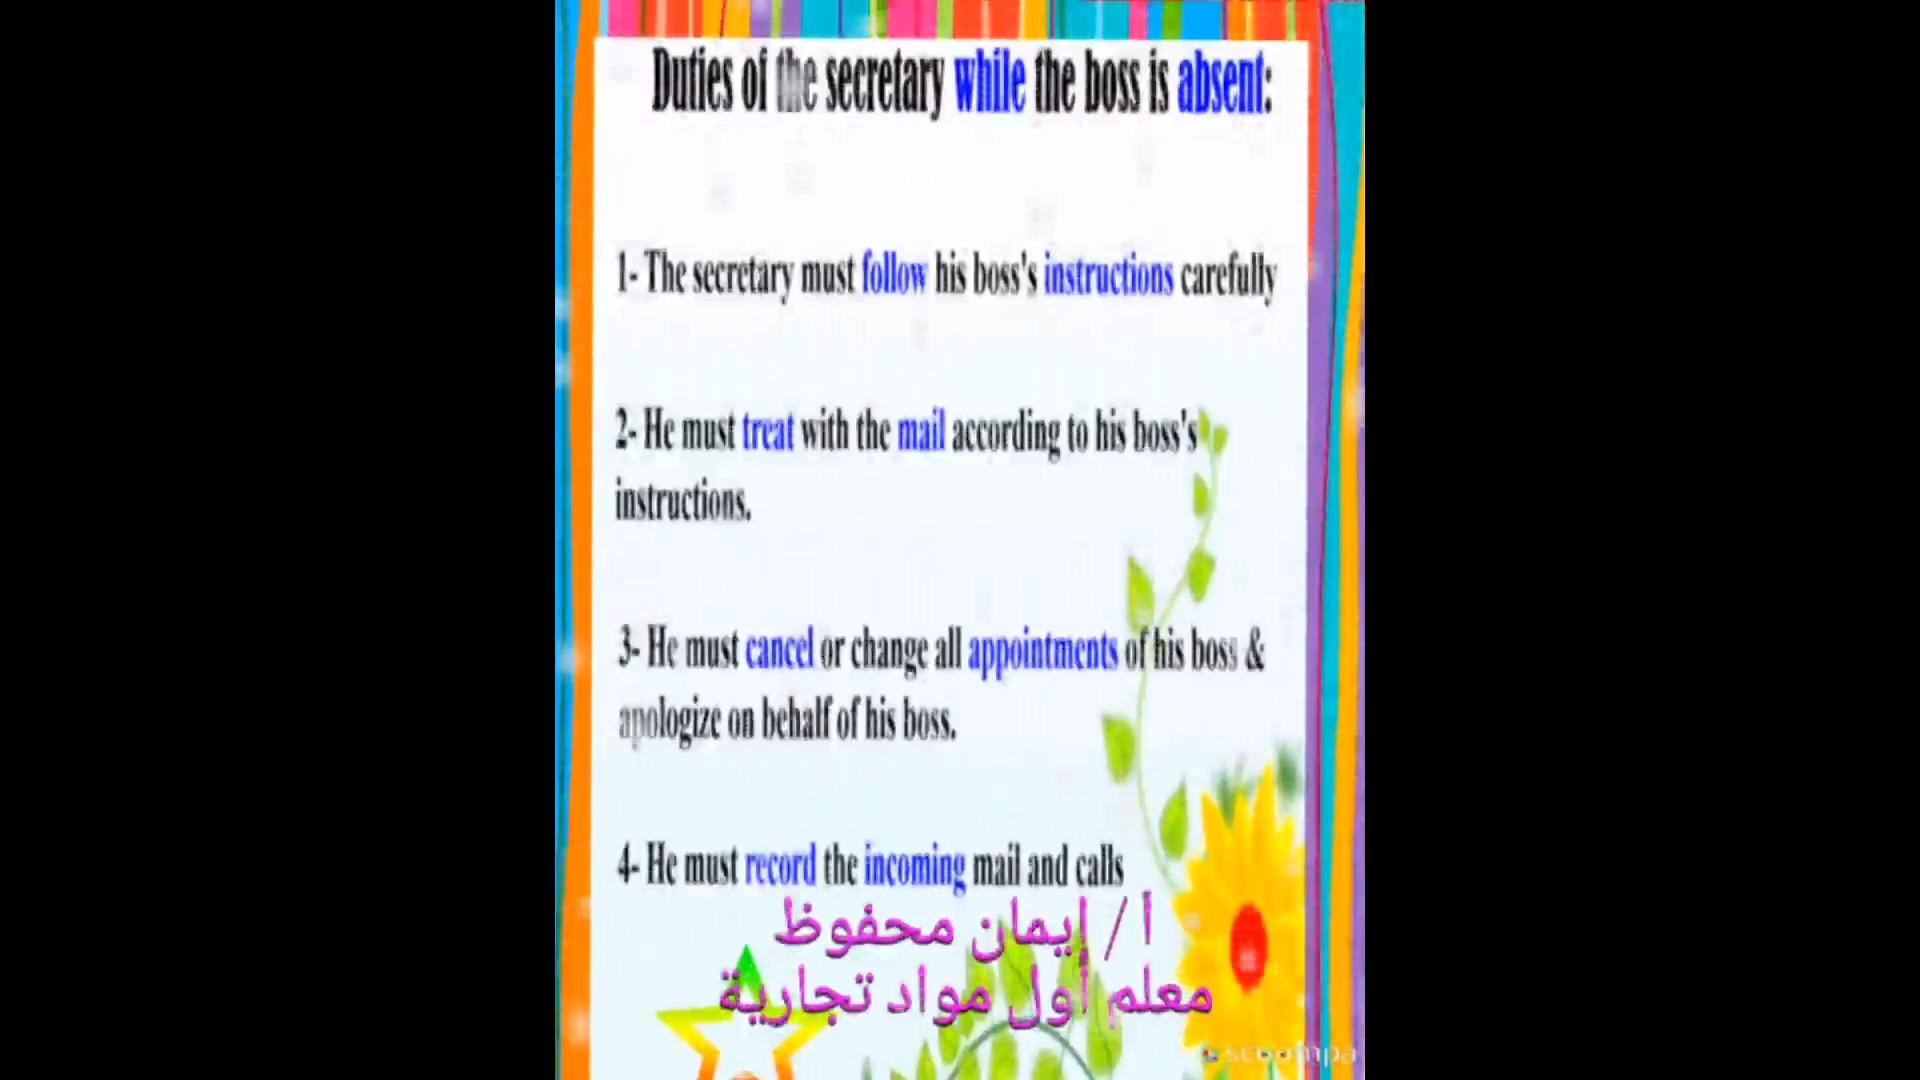 Duties of the secretary while the boss is absent:
1- The secretary must follow his boss's instructions carefully
2- He must treat with the mail according to his boss's
instructions.
3- He must cancel or change all appointments of his boss &
apologize on behalf of his boss.
4- He must record the incoming mail and calls
أ / إيمان محفوظ
معلم أول مواد تجارية
scoompa